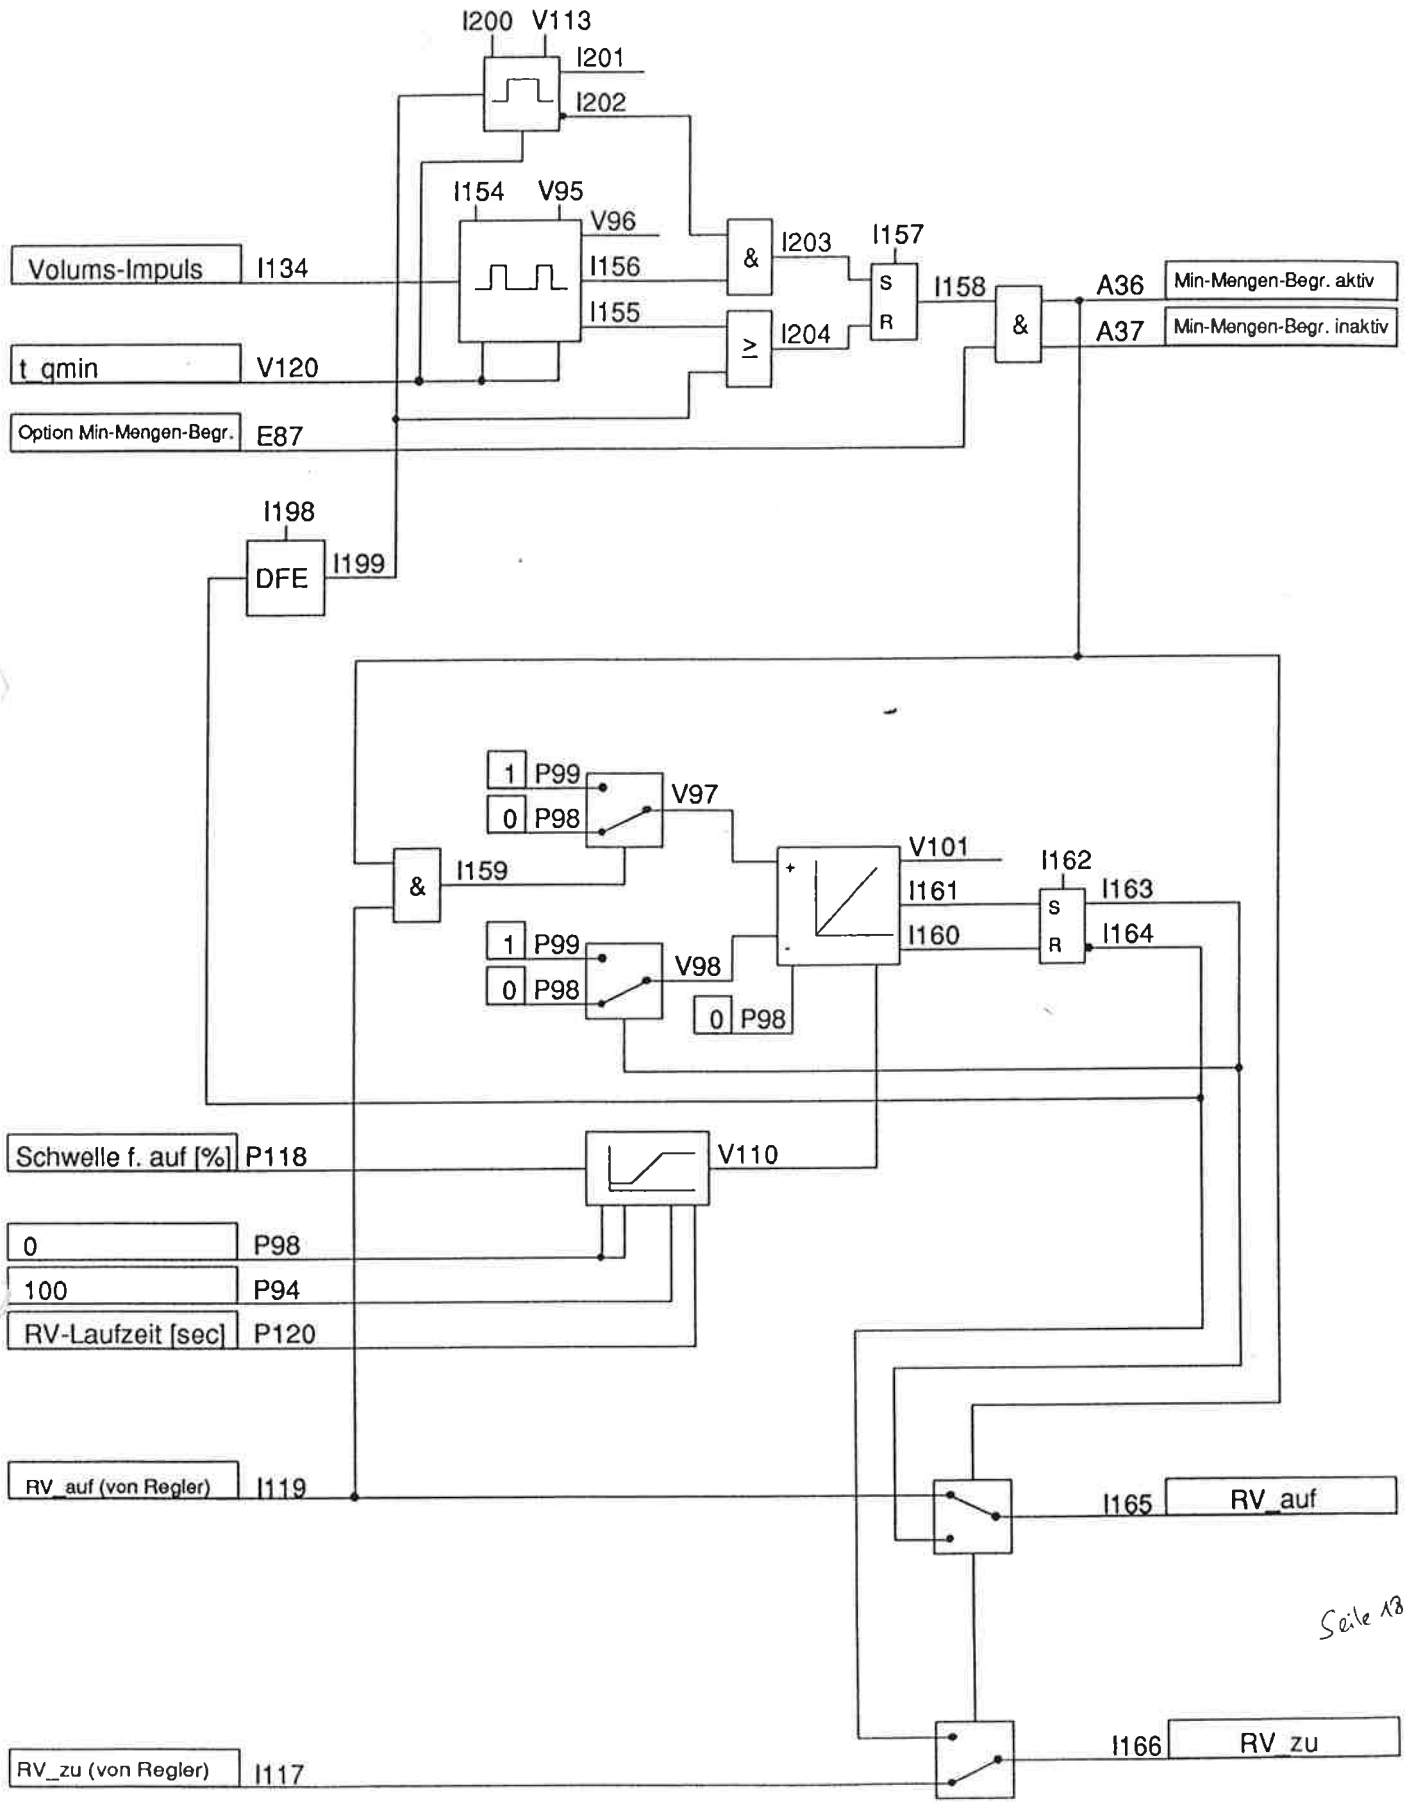 I200 V113
I201
I202
I154 V95
V96
Volums-Impuls I134
I156
I155
&
I203
I157
S
R
I158
≥
I204
&
A36 Min-Mengen-Begr. aktiv
A37 Min-Mengen-Begr. inaktiv
t_qmin V120
Option Min-Mengen-Begr. E87
I198
DFE
I199
1 P99
0 P98
V97
&
I159
+
-
V101
I161
I160
I162
S
R
I163
I164
1 P99
0 P98
V98
0 P98
Schwelle f. auf [%] P118
V110
0 P98
100 P94
RV-Laufzeit [sec] P120
RV_auf (von Regler) I119
I165 RV_auf
Seite 18
RV_zu (von Regler) I117
I166 RV_zu